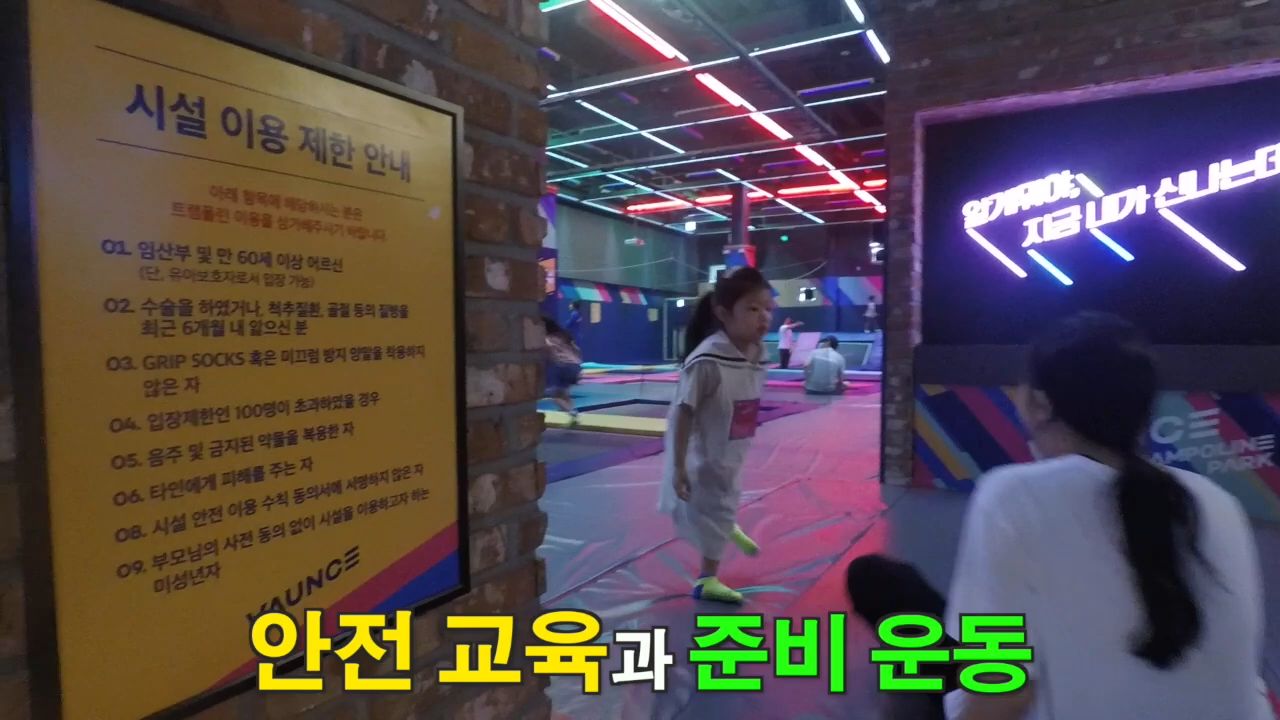 시설 이용 제한 안내
아래 항목에 해당하시는 분은
트램폴린 이용을 삼가해주시기 바랍니다.
01. 임산부 및 만 60세 이상 어르신
(단, 유아보호자로서 입장 가능)
02. 수술을 하였거나, 척추질환, 골절 등의 질병을
최근 6개월 내 앓으신 분
03. GRIP SOCKS 혹은 미끄럼 방지 양말을 착용하지
않은 자
04. 입장제한인 100명이 초과하였을 경우
05. 음주 및 금지된 약물을 복용한 자
06. 타인에게 피해를 주는 자
08. 시설 안전 이용 수칙 동의서에 서명하지 않은 자
09. 부모님의 사전 동의 없이 시설을 이용하고자 하는
미성년자
VAUNCE
지금 내가 신나는데
CE
AMPOLINE
PARK
안전 교육과 준비 운동